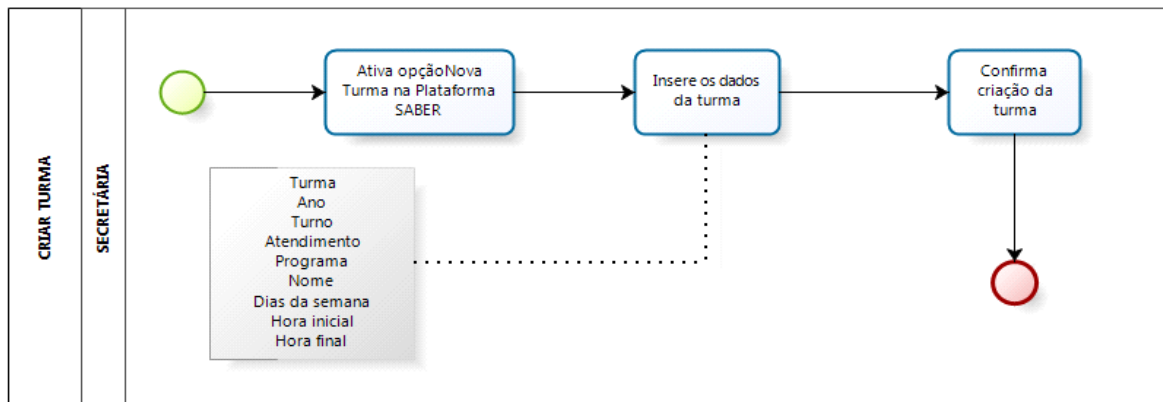 CRIAR TURMA
SECRETÁRIA
Ativa opçãoNova
Turma na Plataforma
SABER
Insere os dados
da turma
Confirma
criação da
turma
Turma
Ano
Turno
Atendimento
Programa
Nome
Dias da semana
Hora inicial
Hora final